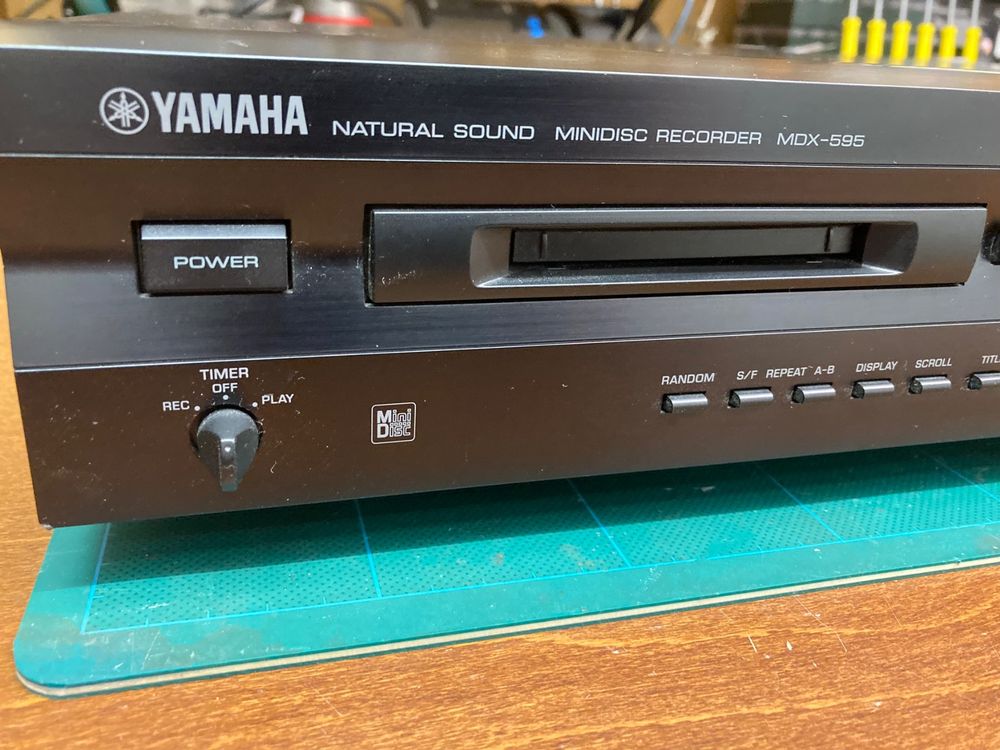 YAMAHA NATURAL SOUND MINIDISC RECORDER MDX-595
POWER
TIMER
OFF
REC PLAY
Mini
Disc
RANDOM S/F REPEAT A-B DISPLAY SCROLL